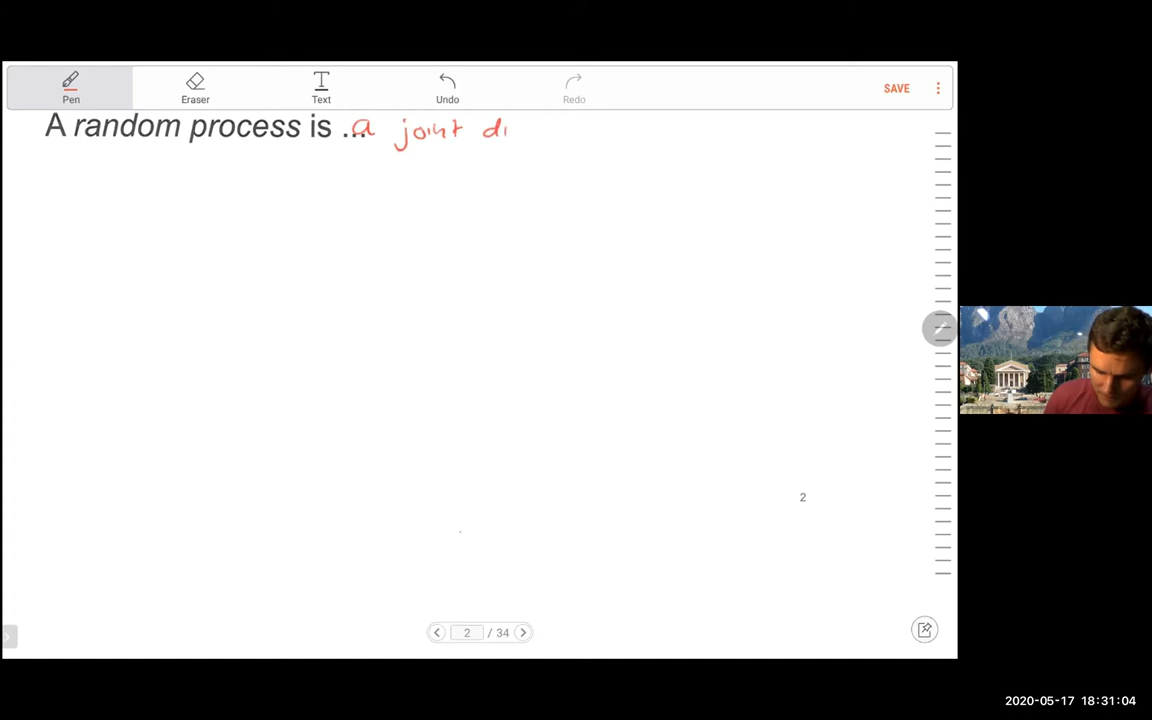 Pen
Eraser
Text
Undo
Redo
SAVE
A random process is ... a joint di
2
2 / 34
2020-05-17 18:31:04